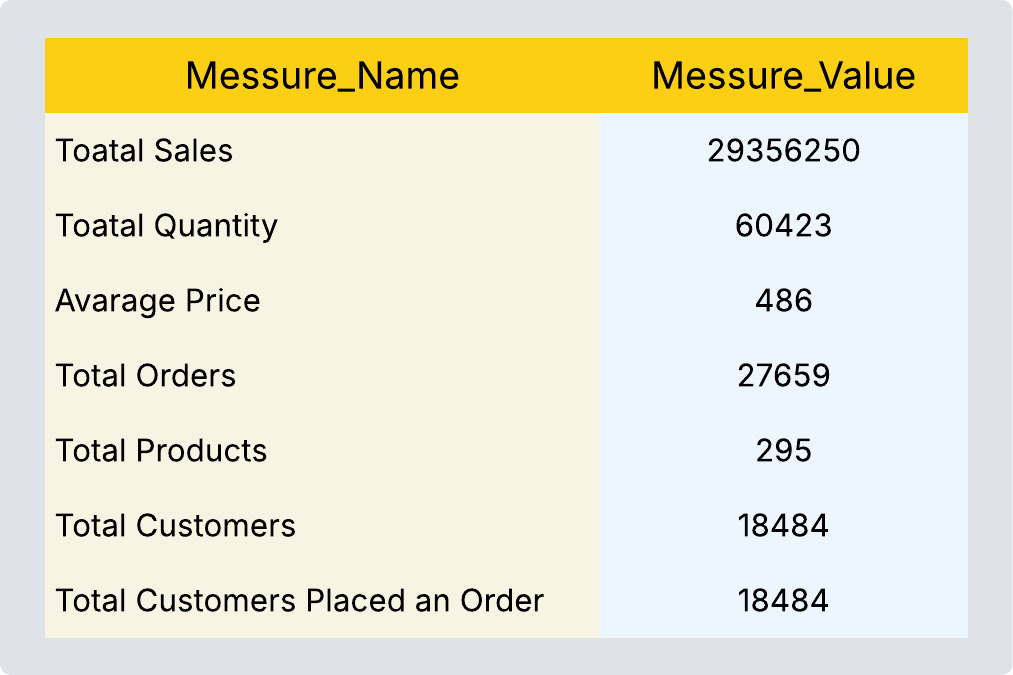 Messure_Name Messure_Value
Toatal Sales 29356250
Toatal Quantity 60423
Avarage Price 486
Total Orders 27659
Total Products 295
Total Customers 18484
Total Customers Placed an Order 18484